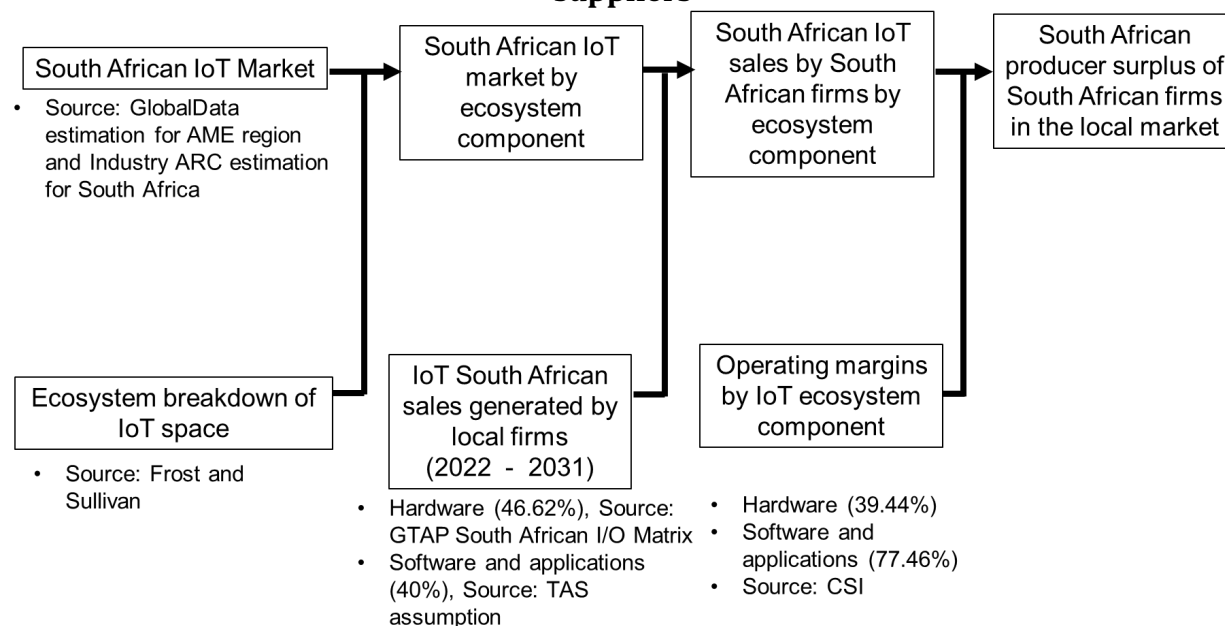 South African IoT Market
• Source: GlobalData
estimation for AME region
and Industry ARC estimation
for South Africa
South African IoT
market by
ecosystem
component
South African IoT
sales by South
African firms by
ecosystem
component
South African
producer surplus of
South African firms
in the local market
Ecosystem breakdown of
IoT space
• Source: Frost and
Sullivan
IoT South African
sales generated by
local firms
(2022 - 2031)
• Hardware (46.62%), Source:
GTAP South African I/O Matrix
• Software and applications
(40%), Source: TAS
assumption
Operating margins
by IoT ecosystem
component
• Hardware (39.44%)
• Software and
applications (77.46%)
• Source: CSI